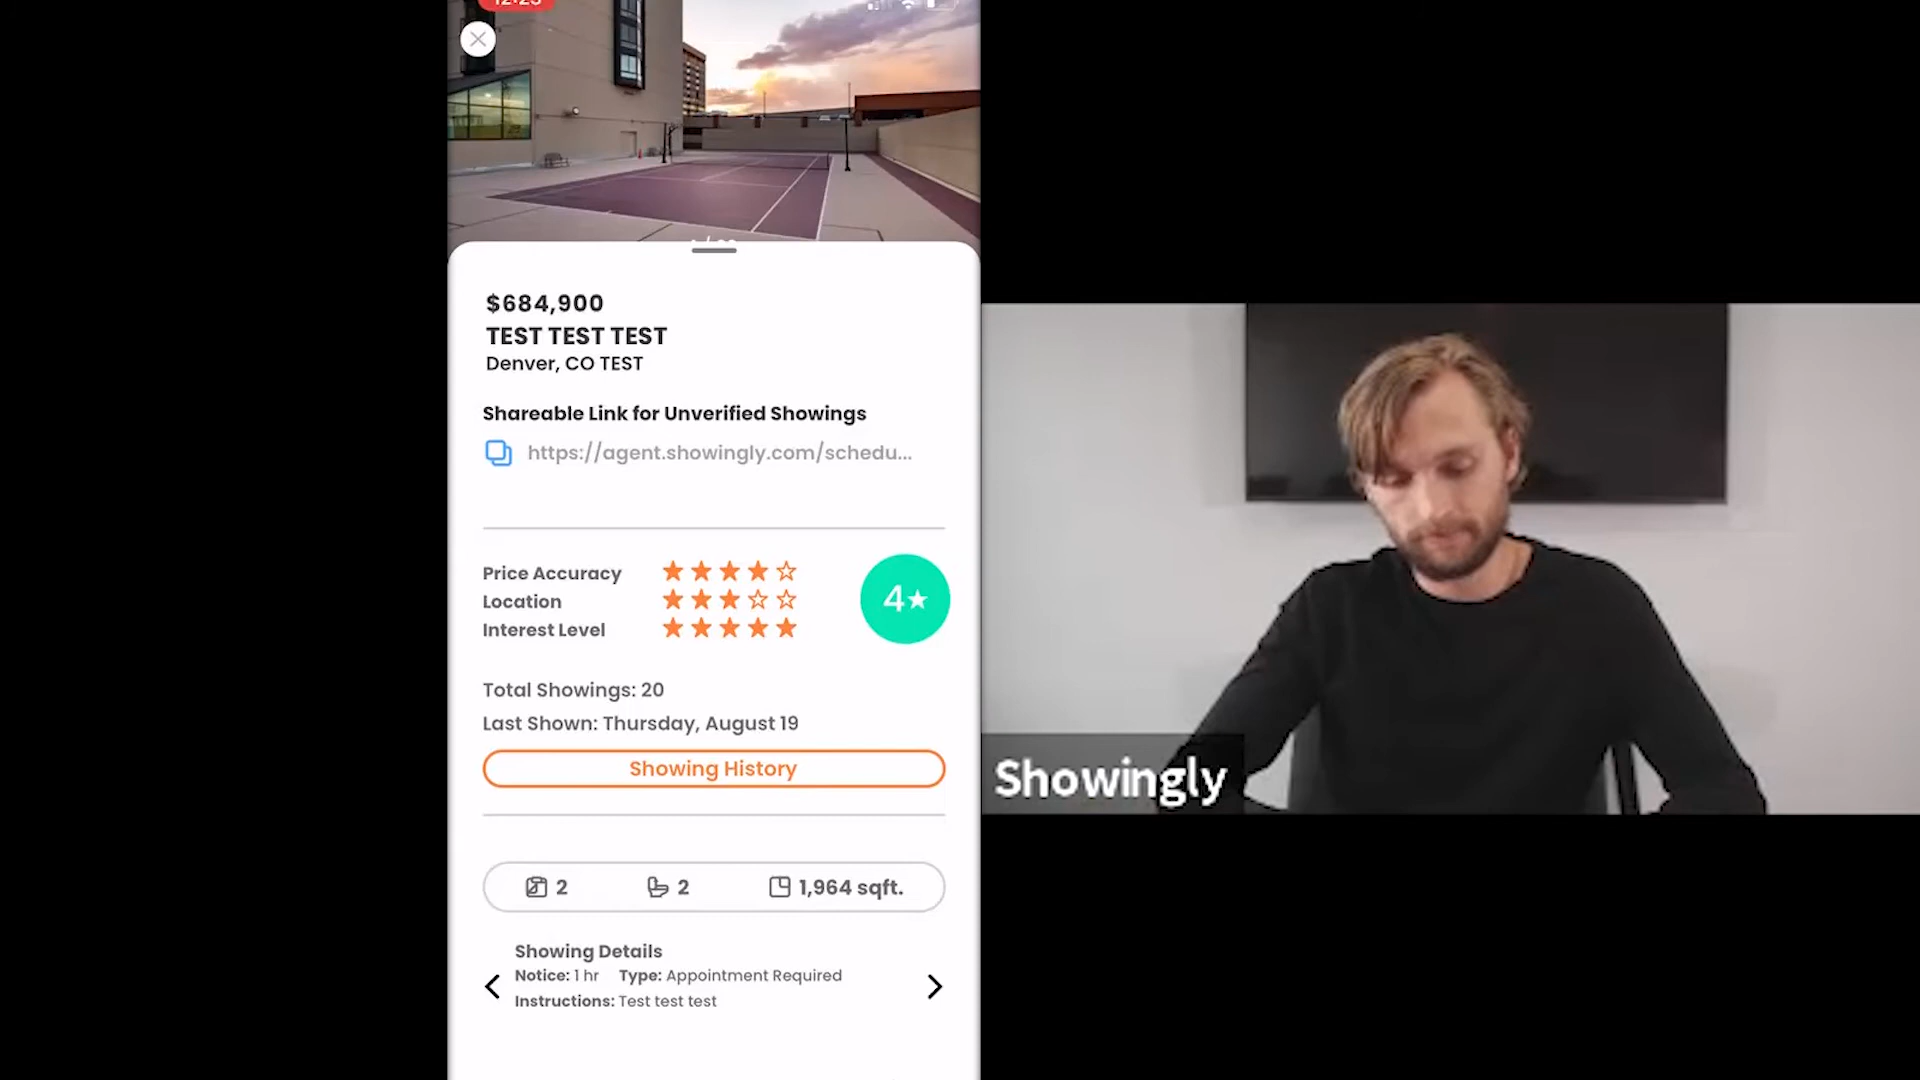 12:23
$684,900
TEST TEST TEST
Denver, CO TEST
Shareable Link for Unverified Showings
https://agent.showingly.com/schedu...
Price Accuracy
Location
Interest Level
4★
Total Showings: 20
Last Shown: Thursday, August 19
Showing History
2 2 1,964 sqft.
Showing Details
Notice: 1 hr Type: Appointment Required
Instructions: Test test test
Showingly